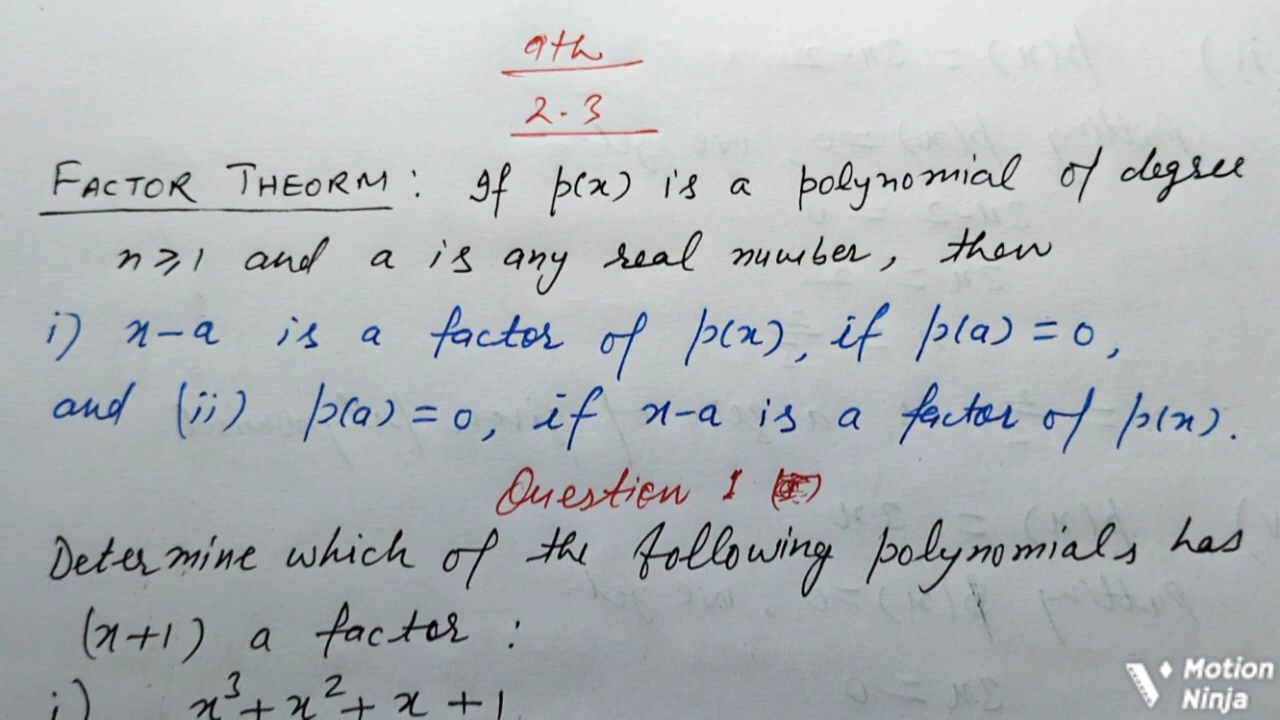 9th
2.3
FACTOR THEORM: If p(x) is a polynomial of degree
n⩾1 and a is any real number, then
i) x-a is a factor of p(x), if p(a) = 0,
and (ii) p(a) = 0, if x-a is a factor of p(x).
Question 1
Determine which of the following polynomials has
(x+1) a factor :
i) x³+x²+x+1
Motion
Ninja